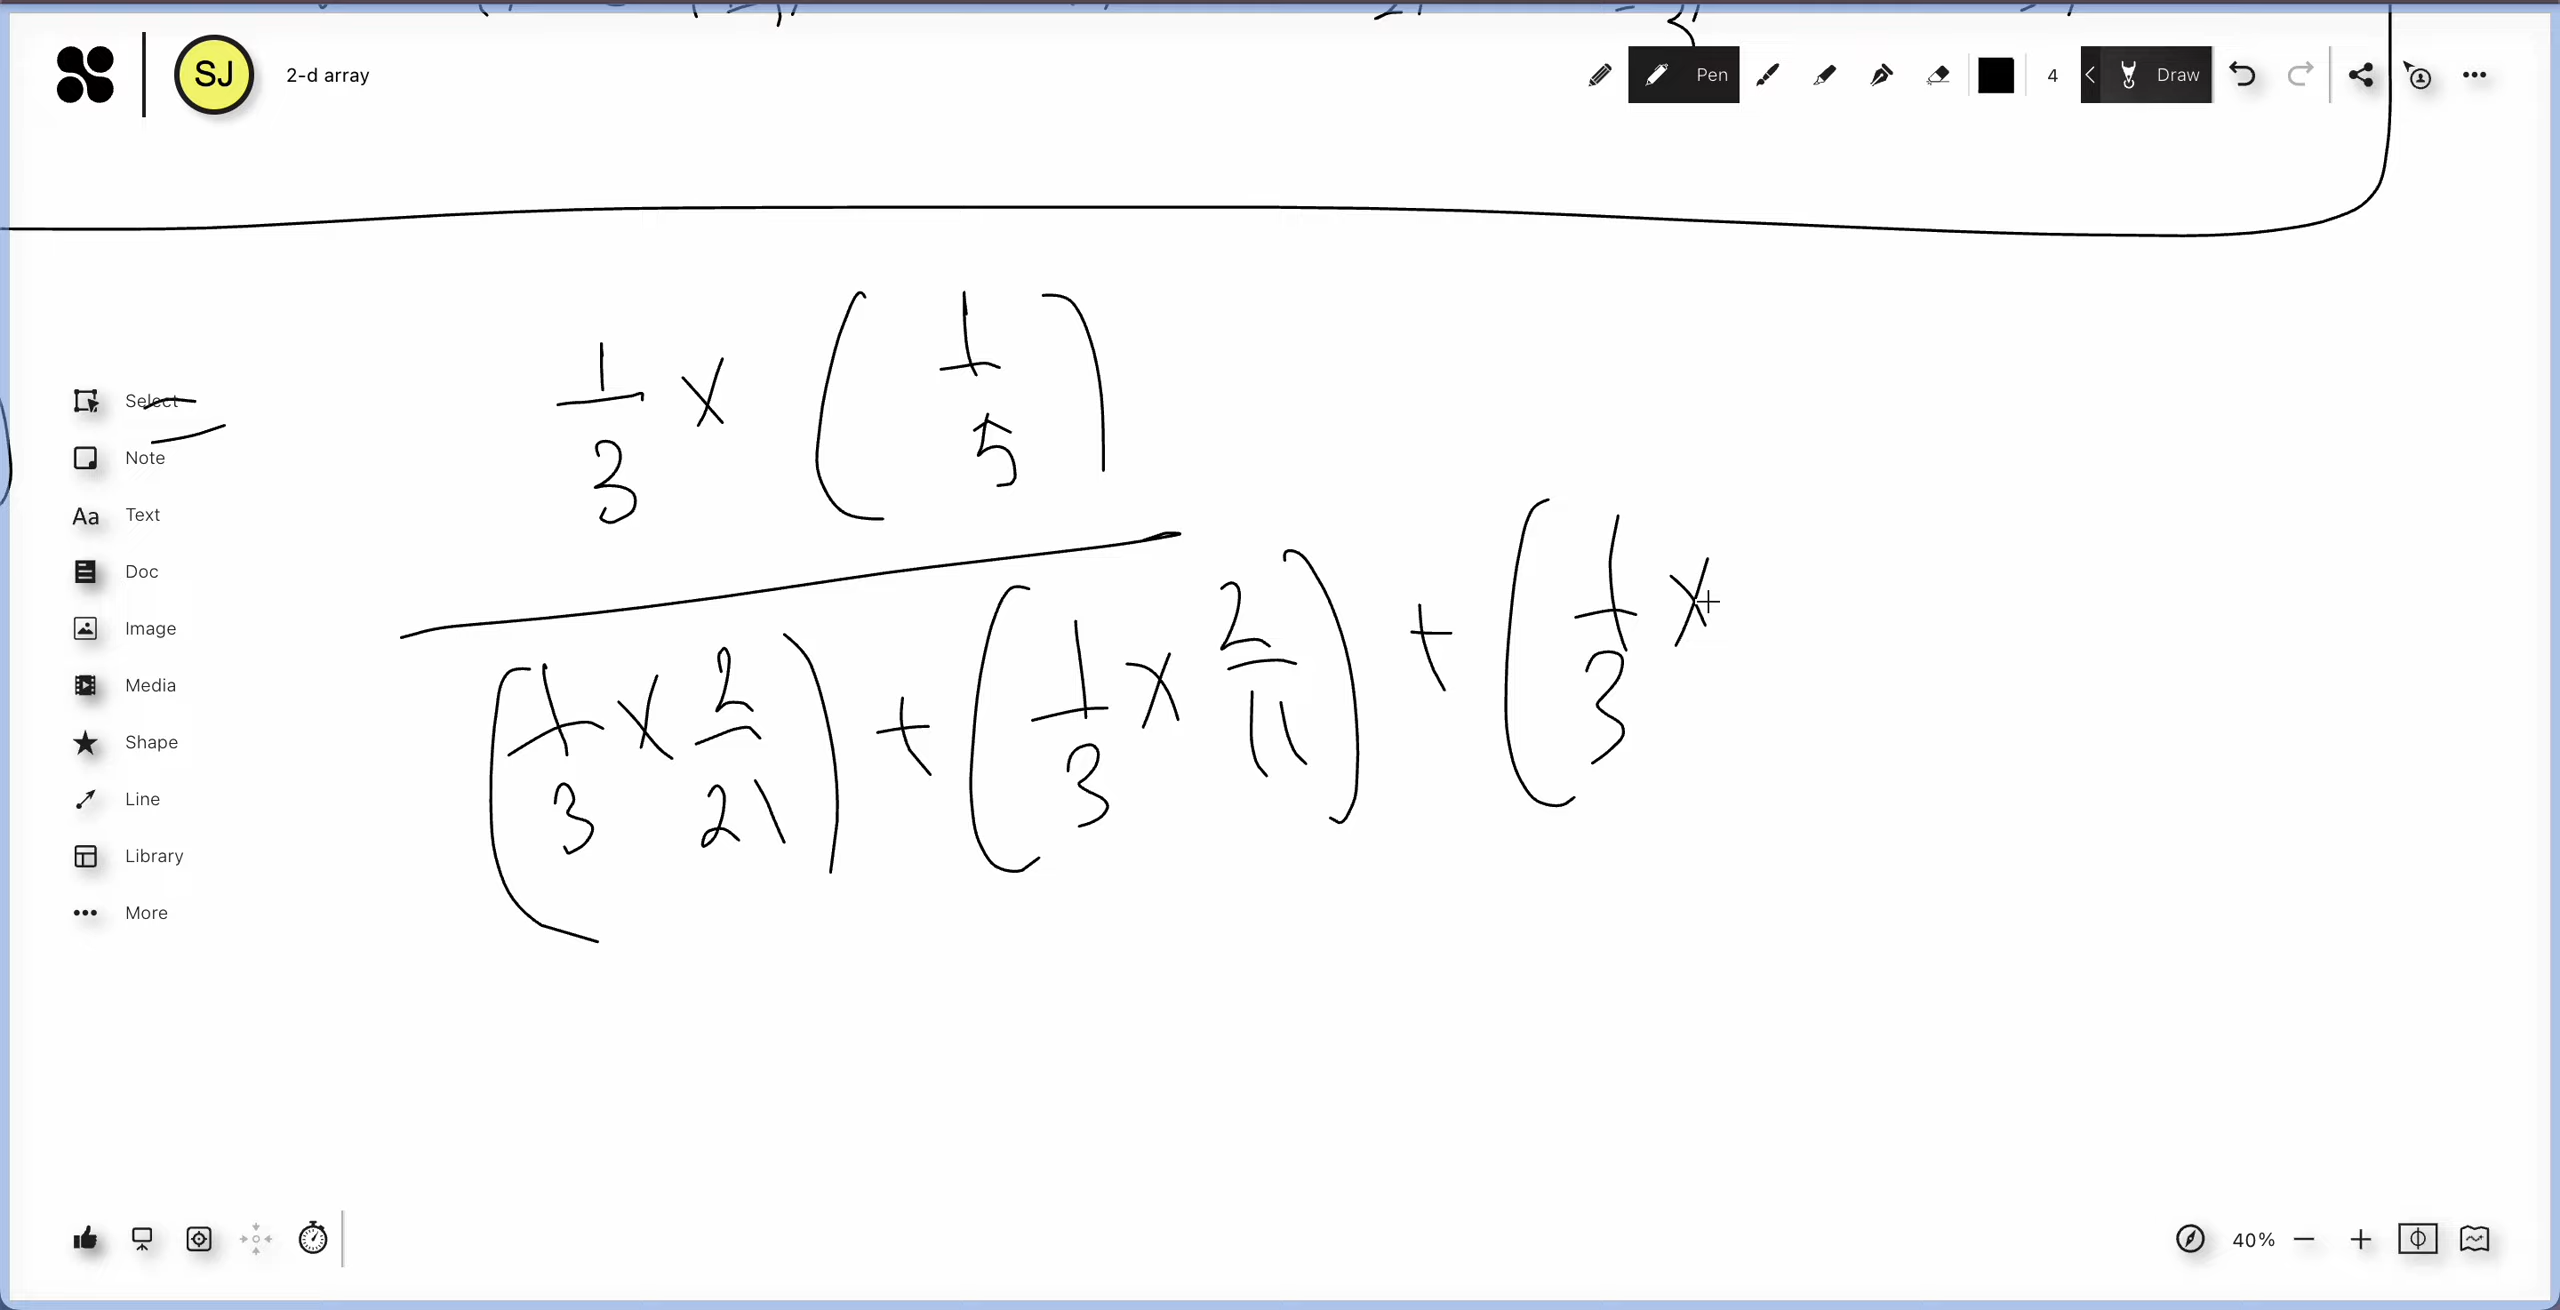 SJ 2-d array Pen 4 Draw
1/3 x (1/5)
(1/3 x 2/21) + (1/3 x 2/11) + (1/3 x
Select
Note
Aa Text
Doc
Image
Media
Shape
Line
Library
More
40%